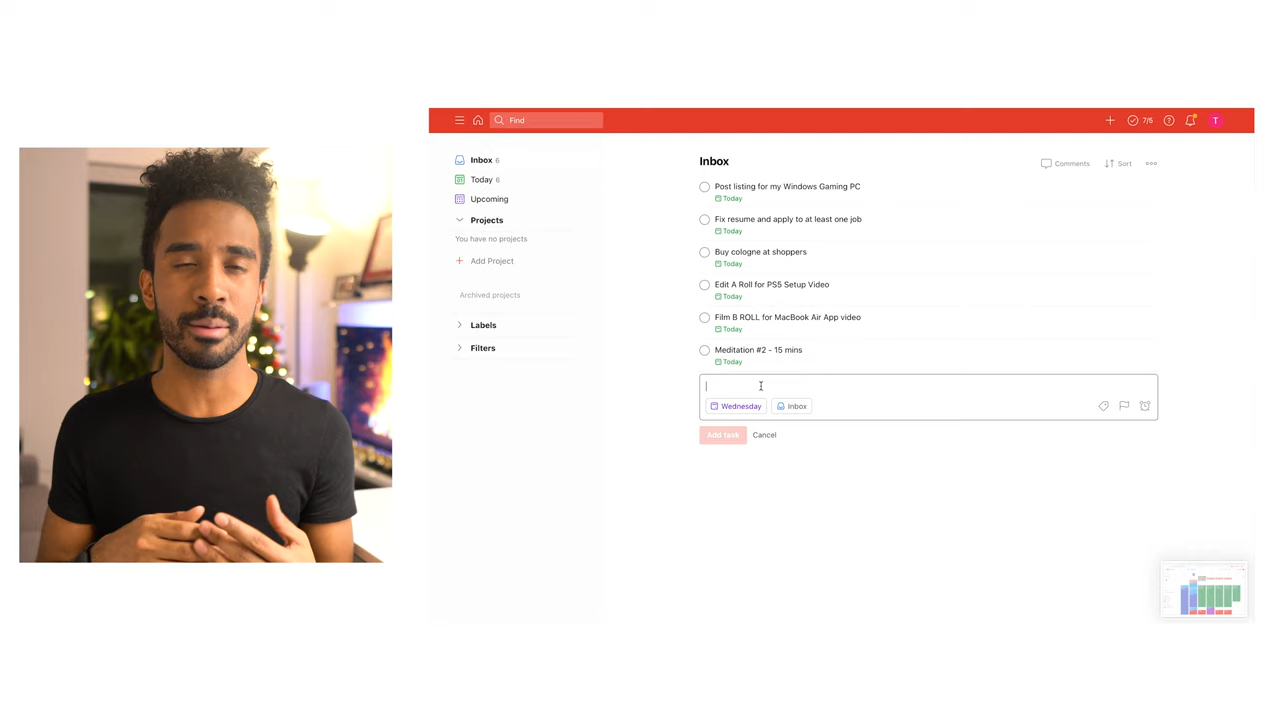 Find
7/5
T
Inbox 6
Today 6
Upcoming
Projects
You have no projects
Add Project
Archived projects
Labels
Filters
Inbox
Comments
Sort
Post listing for my Windows Gaming PC
Today
Fix resume and apply to at least one job
Today
Buy cologne at shoppers
Today
Edit A Roll for PS5 Setup Video
Today
Film B ROLL for MacBook Air App video
Today
Meditation #2 - 15 mins
Today
Wednesday
Inbox
Add task
Cancel